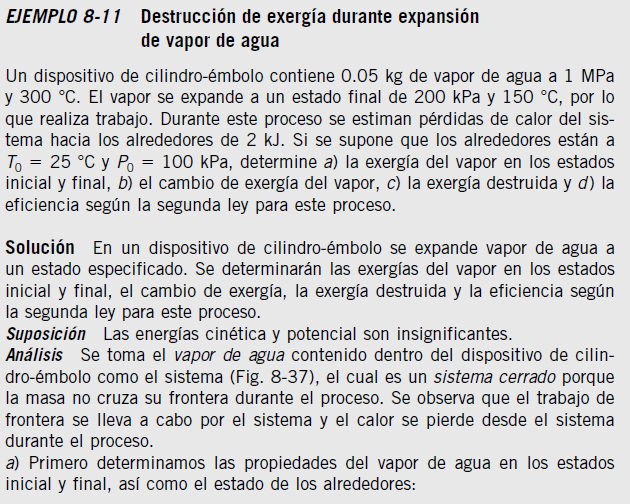 EJEMPLO 8-11 Destrucción de exergía durante expansión
de vapor de agua
Un dispositivo de cilindro-émbolo contiene 0.05 kg de vapor de agua a 1 MPa
y 300 °C. El vapor se expande a un estado final de 200 kPa y 150 °C, por lo
que realiza trabajo. Durante este proceso se estiman pérdidas de calor del sis-
tema hacia los alrededores de 2 kJ. Si se supone que los alrededores están a
T₀ = 25 °C y P₀ = 100 kPa, determine a) la exergía del vapor en los estados
inicial y final, b) el cambio de exergía del vapor, c) la exergía destruida y d) la
eficiencia según la segunda ley para este proceso.
Solución En un dispositivo de cilindro-émbolo se expande vapor de agua a
un estado especificado. Se determinarán las exergías del vapor en los estados
inicial y final, el cambio de exergía, la exergía destruida y la eficiencia según
la segunda ley para este proceso.
Suposición Las energías cinética y potencial son insignificantes.
Análisis Se toma el vapor de agua contenido dentro del dispositivo de cilin-
dro-émbolo como el sistema (Fig. 8-37), el cual es un sistema cerrado porque
la masa no cruza su frontera durante el proceso. Se observa que el trabajo de
frontera se lleva a cabo por el sistema y el calor se pierde desde el sistema
durante el proceso.
a) Primero determinamos las propiedades del vapor de agua en los estados
inicial y final, así como el estado de los alrededores: